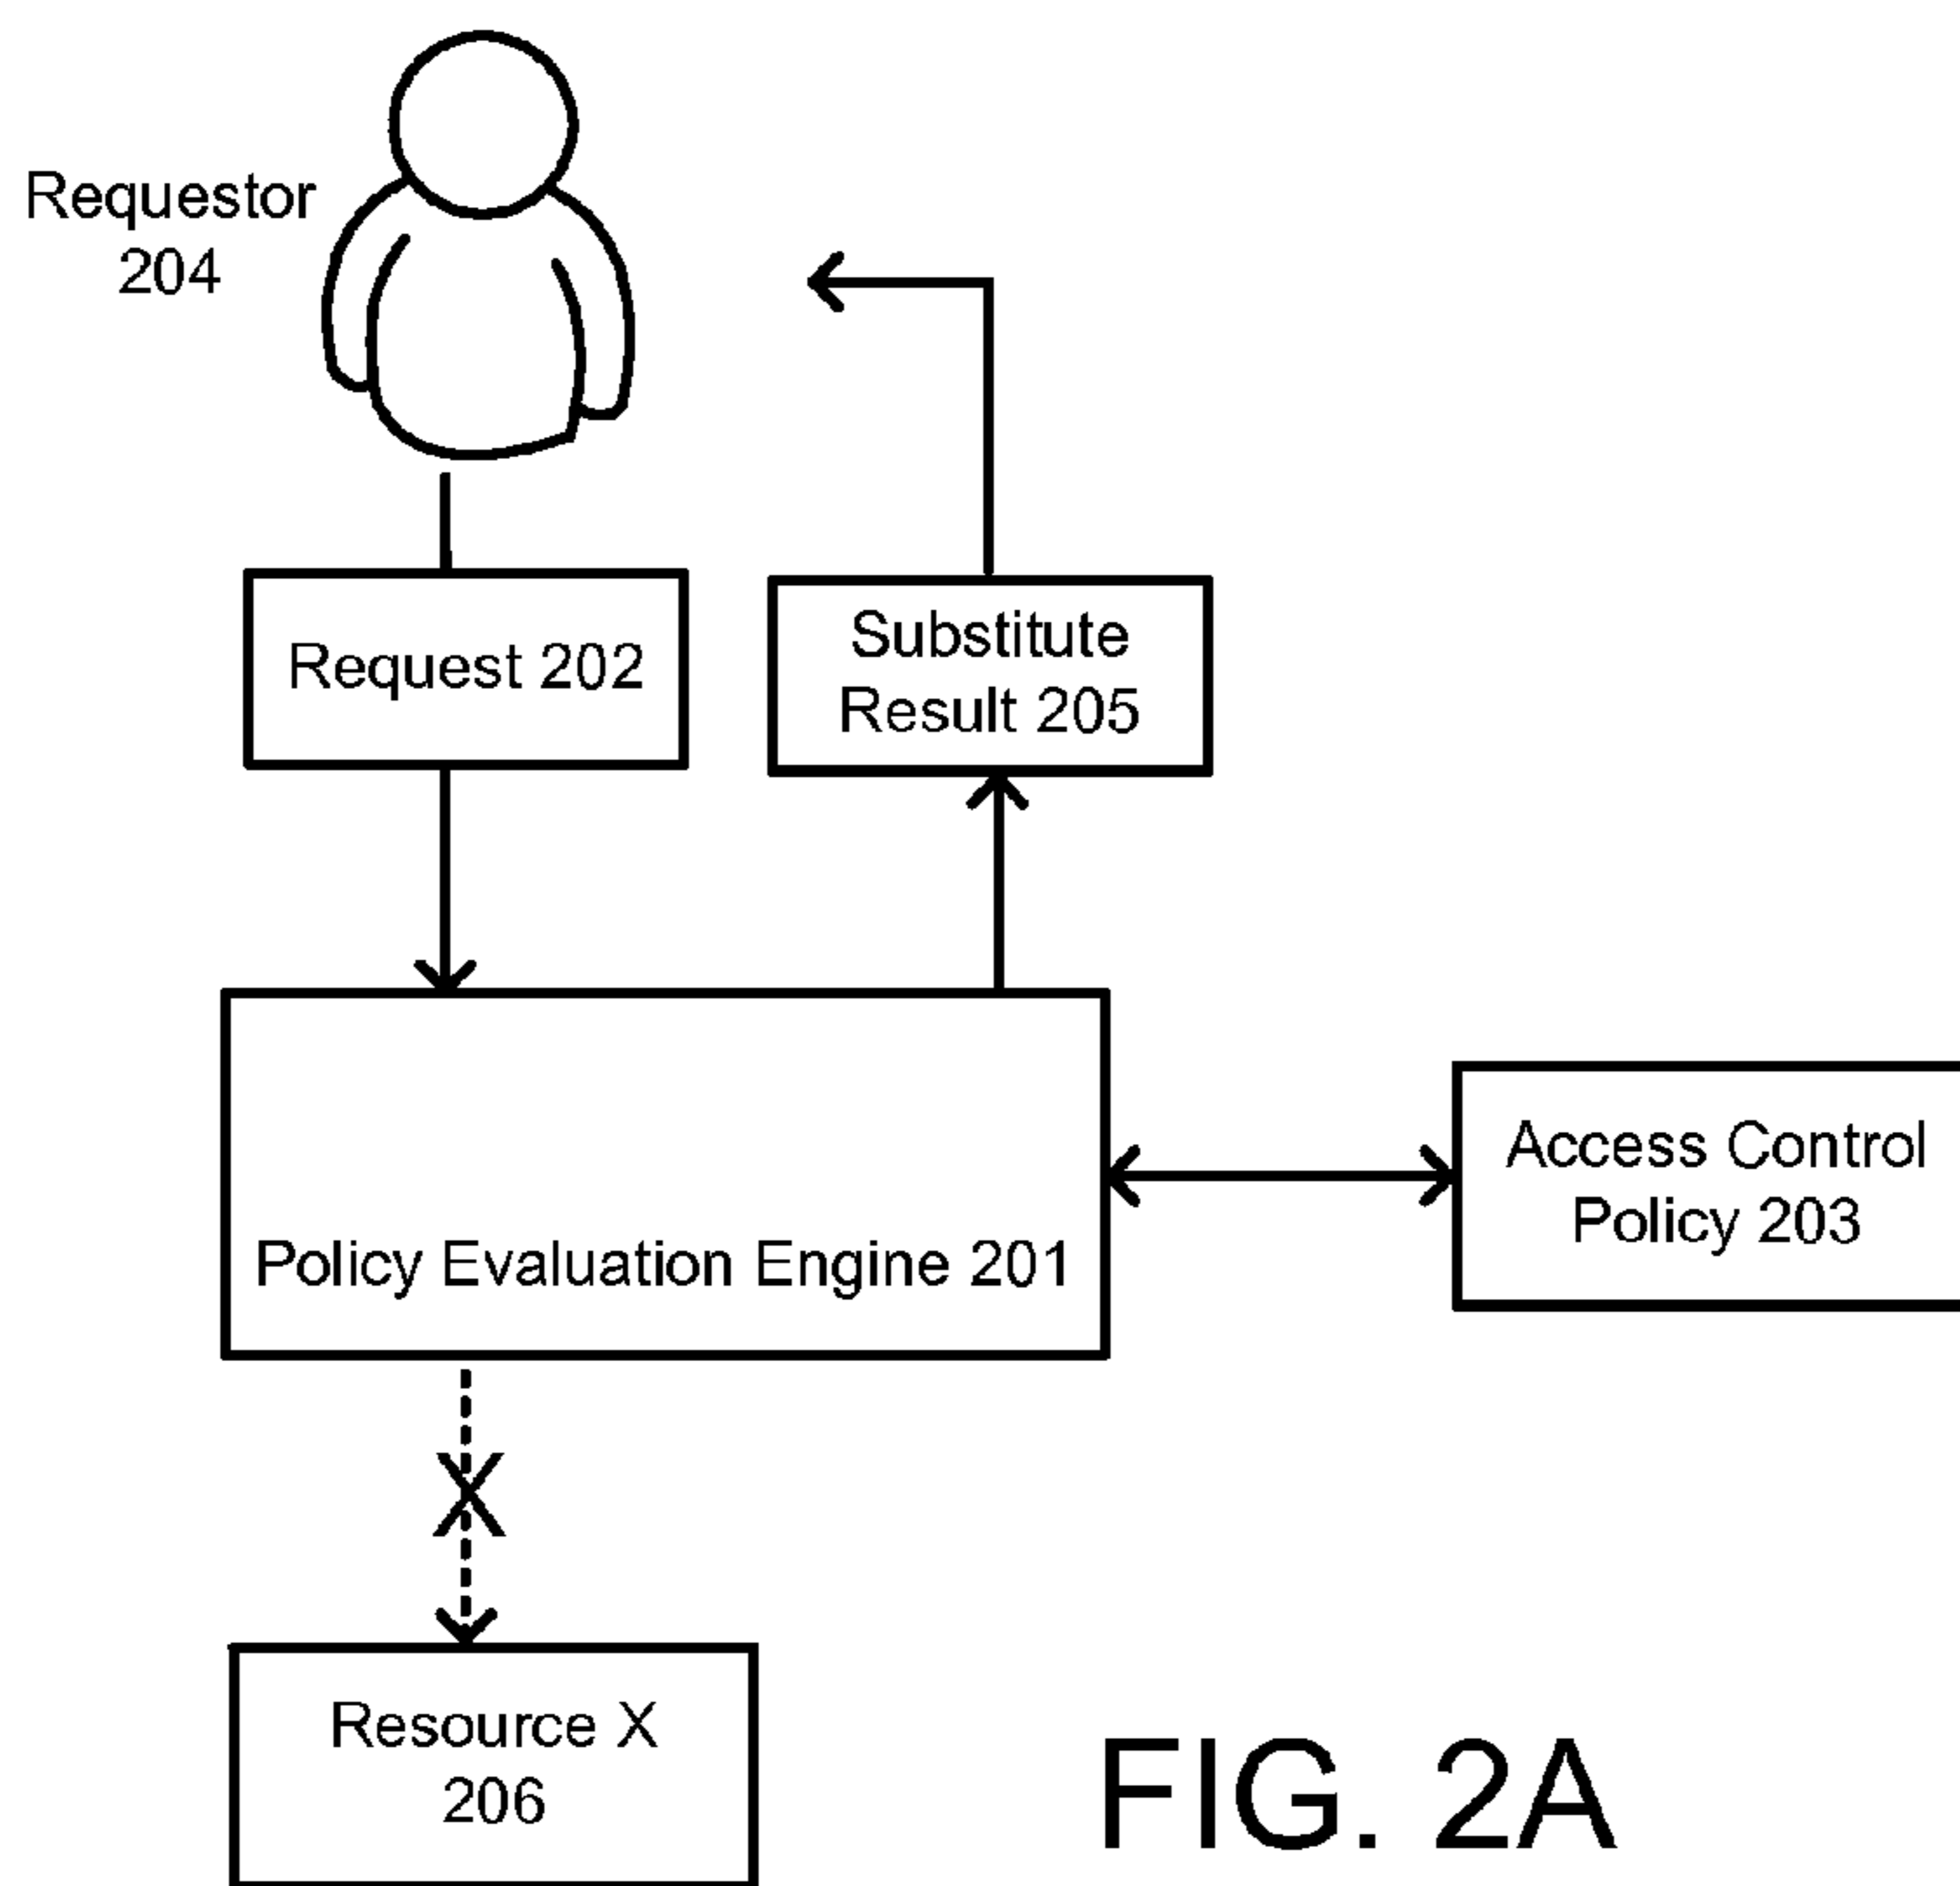 Requestor
204
Request 202
Substitute
Result 205
Policy Evaluation Engine 201
Access Control
Policy 203
X
Resource X
206
FIG. 2A